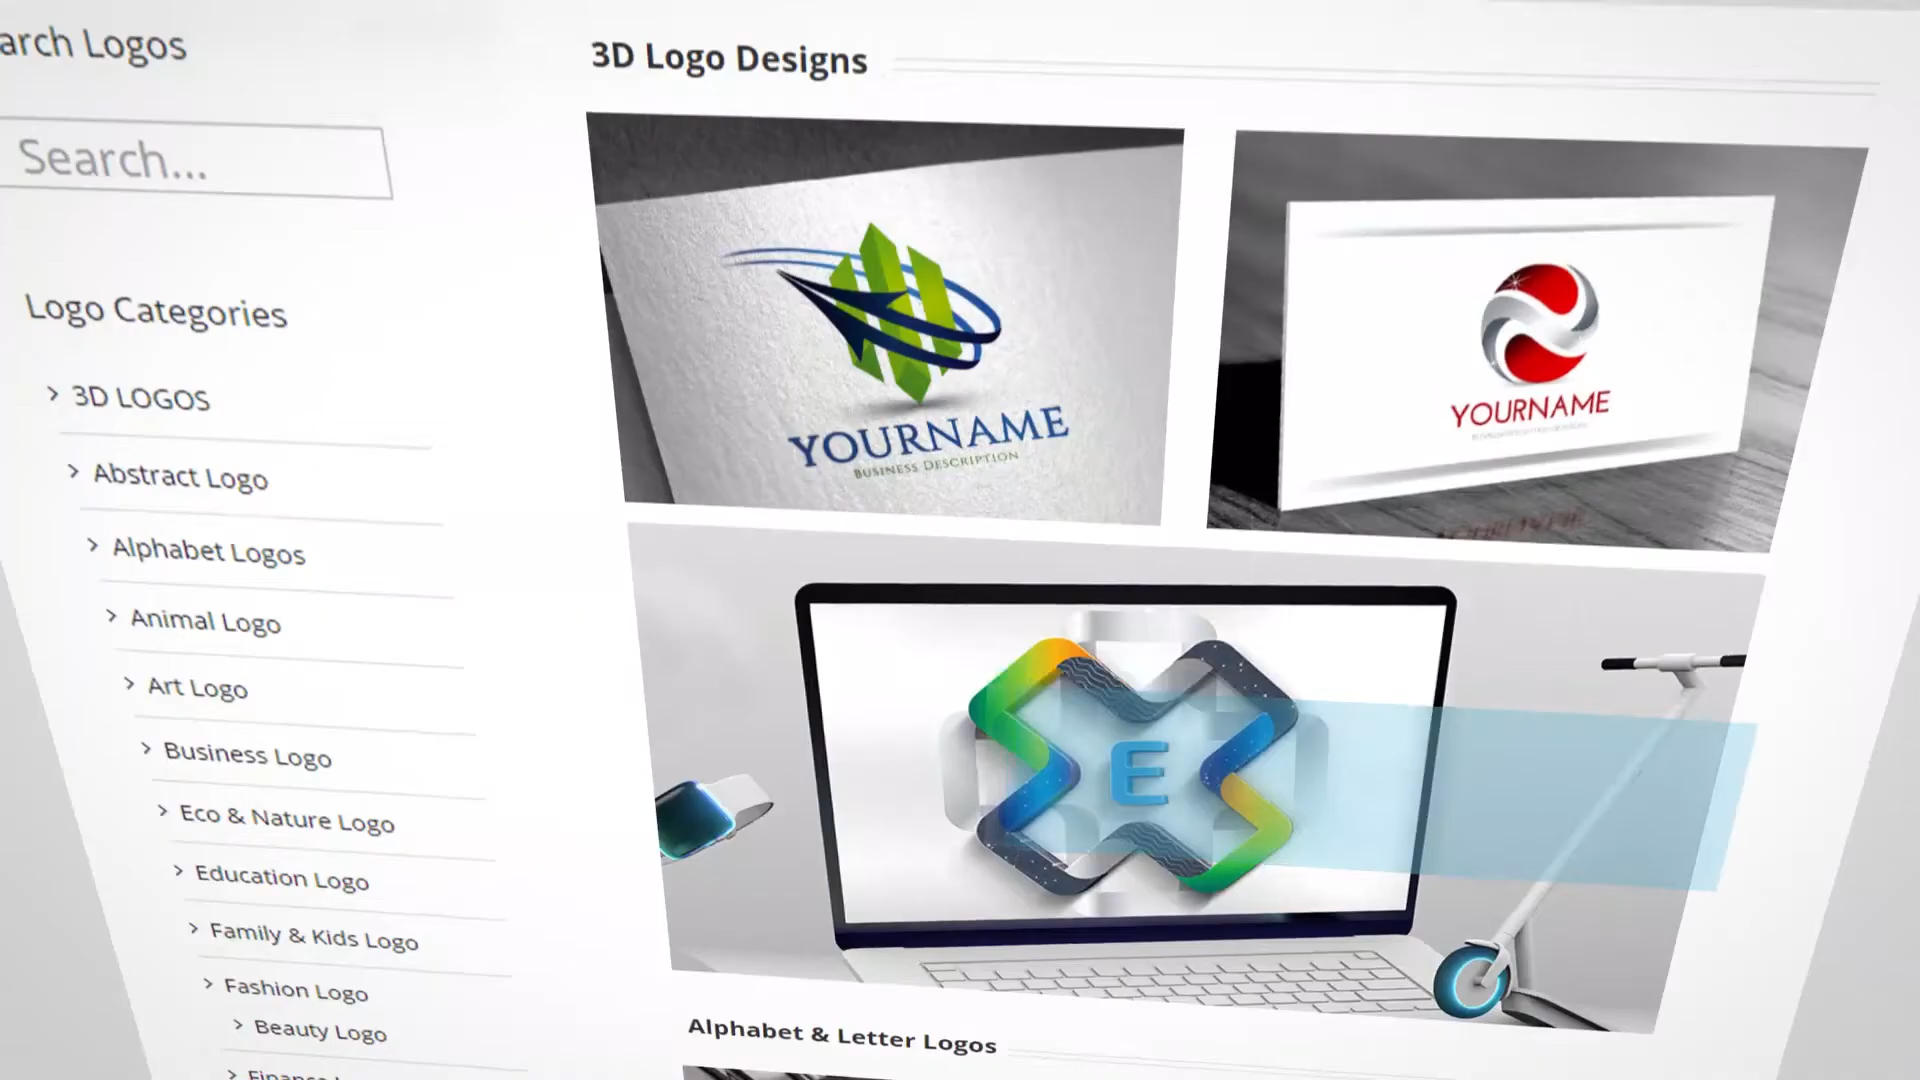 arch Logos
Search...
Logo Categories
3D LOGOS
Abstract Logo
Alphabet Logos
Animal Logo
Art Logo
Business Logo
Eco & Nature Logo
Education Logo
Family & Kids Logo
Fashion Logo
Beauty Logo
3D Logo Designs
YOURNAME
BUSINESS DESCRIPTION
YOURNAME
E
Alphabet & Letter Logos